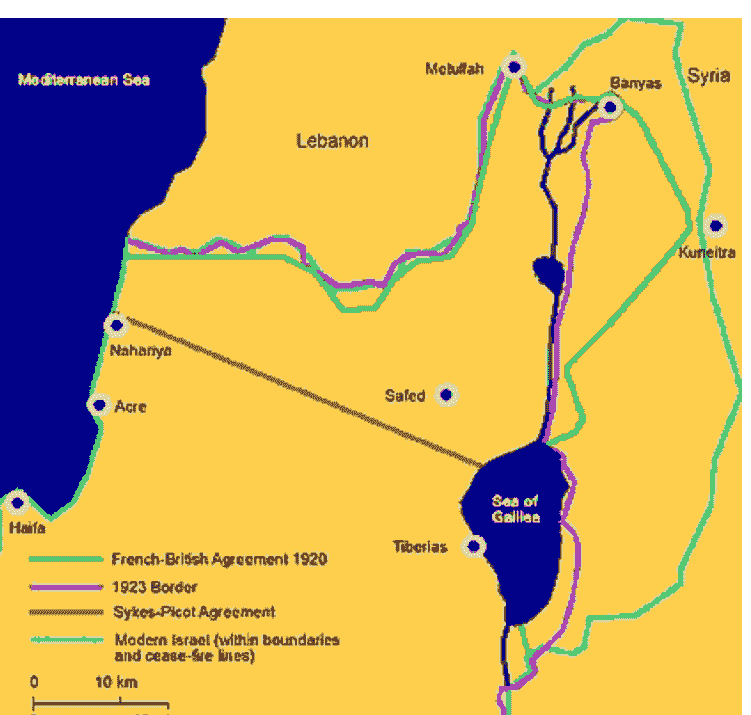 Mediterranean Sea
Metullah
Banyas
Syria
Lebanon
Kuneitra
Nahariya
Safed
Acre
Sea of
Galilee
Haifa
Tiberias
French-British Agreement 1920
1923 Border
Sykes-Picot Agreement
Modern Israel (within boundaries
and cease-fire lines)
0 10 km